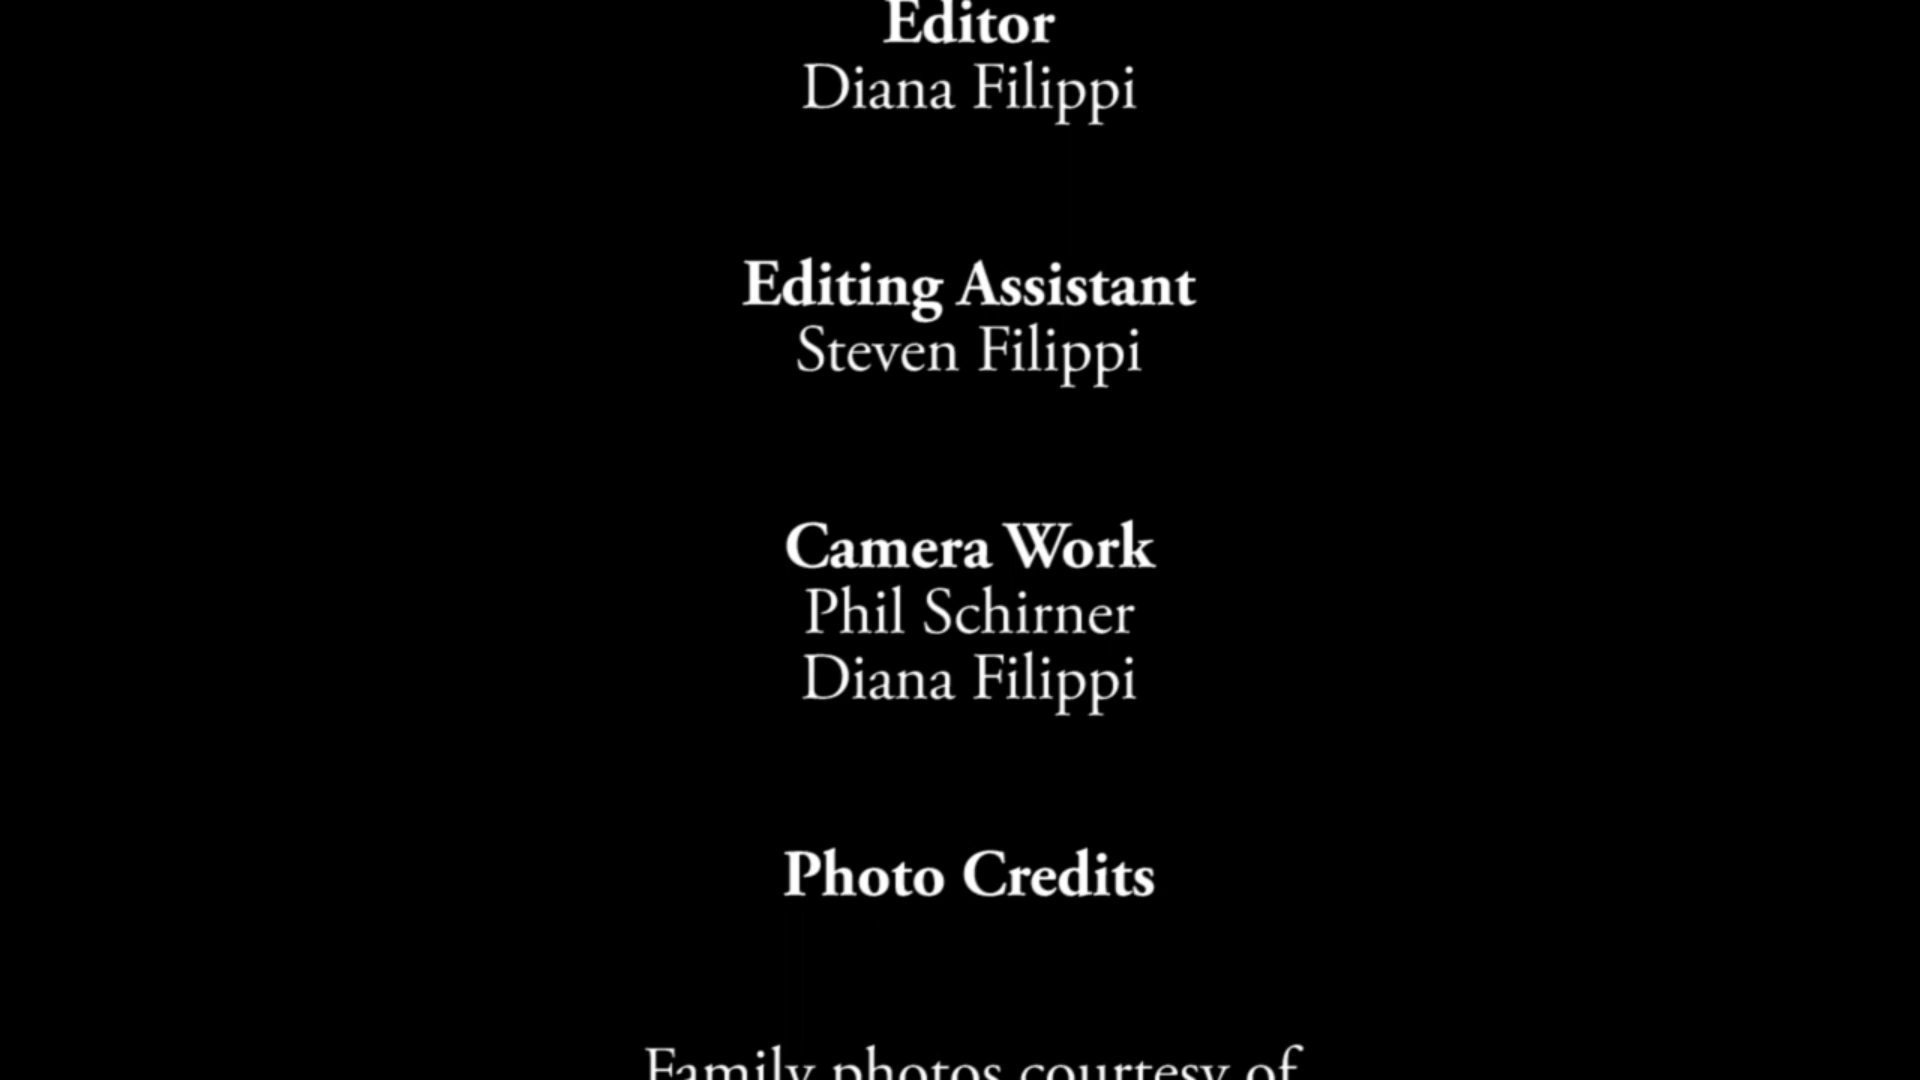 Editor
Diana Filippi
Editing Assistant
Steven Filippi
Camera Work
Phil Schirner
Diana Filippi
Photo Credits
Family photos courtesy of